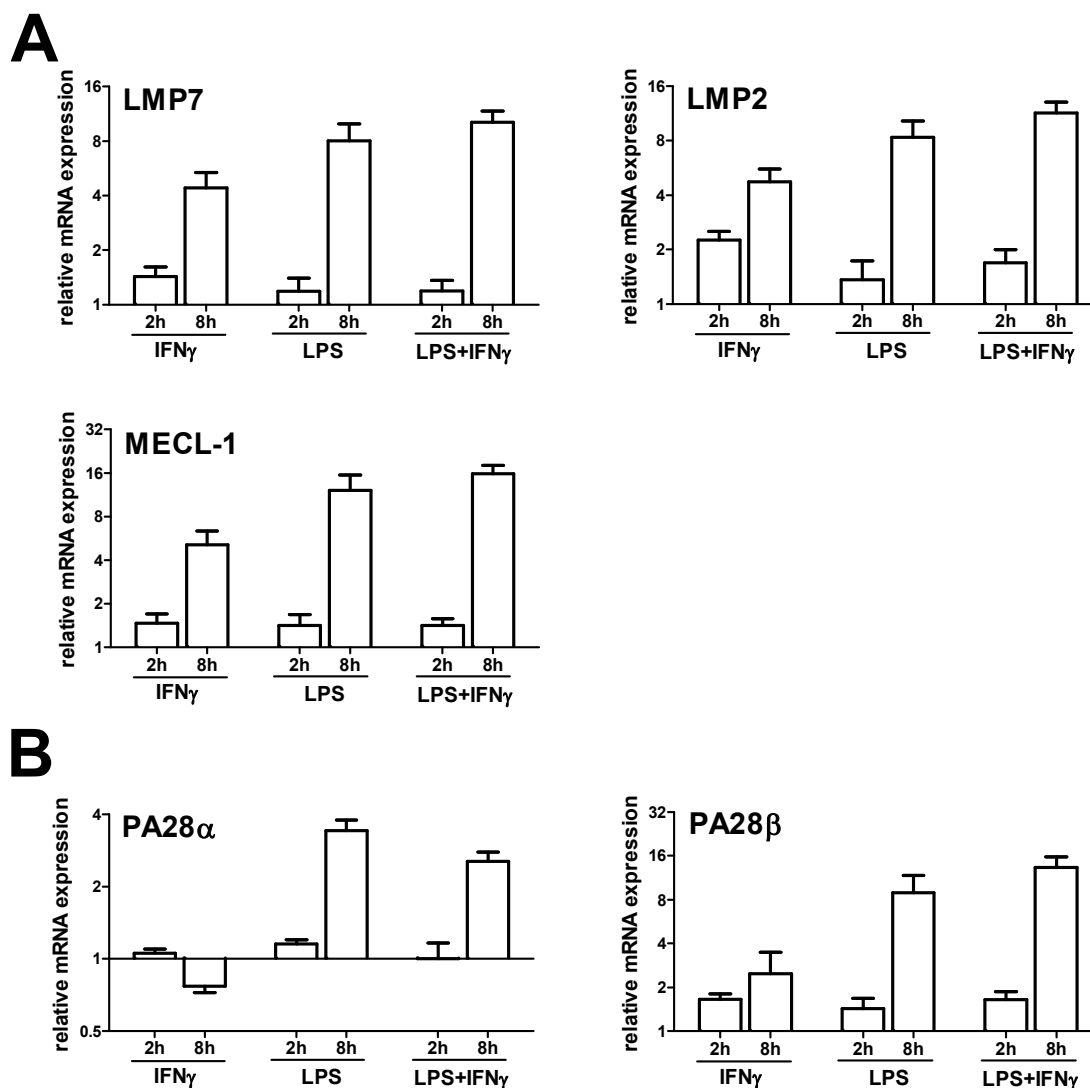 A
LMP7
relative mRNA expression
16
8
4
2
1
2h 8h 2h 8h 2h 8h
IFNγ LPS LPS+IFNγ
LMP2
relative mRNA expression
16
8
4
2
1
2h 8h 2h 8h 2h 8h
IFNγ LPS LPS+IFNγ
MECL-1
relative mRNA expression
32
16
8
4
2
1
2h 8h 2h 8h 2h 8h
IFNγ LPS LPS+IFNγ
B
PA28α
relative mRNA expression
4
2
1
0.5
2h 8h 2h 8h 2h 8h
IFNγ LPS LPS+IFNγ
PA28β
relative mRNA expression
32
16
8
4
2
1
2h 8h 2h 8h 2h 8h
IFNγ LPS LPS+IFNγ